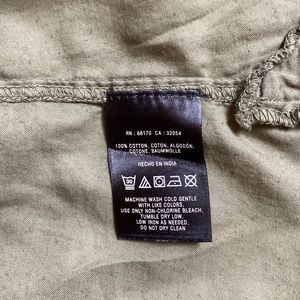 RN : 66170 CA : 32054
100% COTTON, COTON, ALGODÓN,
COTONE, BAUMWOLLE
HECHO EN INDIA
30
MACHINE WASH COLD GENTLE
WITH LIKE COLORS,
USE ONLY NON-CHLORINE BLEACH,
TUMBLE DRY LOW,
LOW IRON AS NEEDED,
DO NOT DRY CLEAN